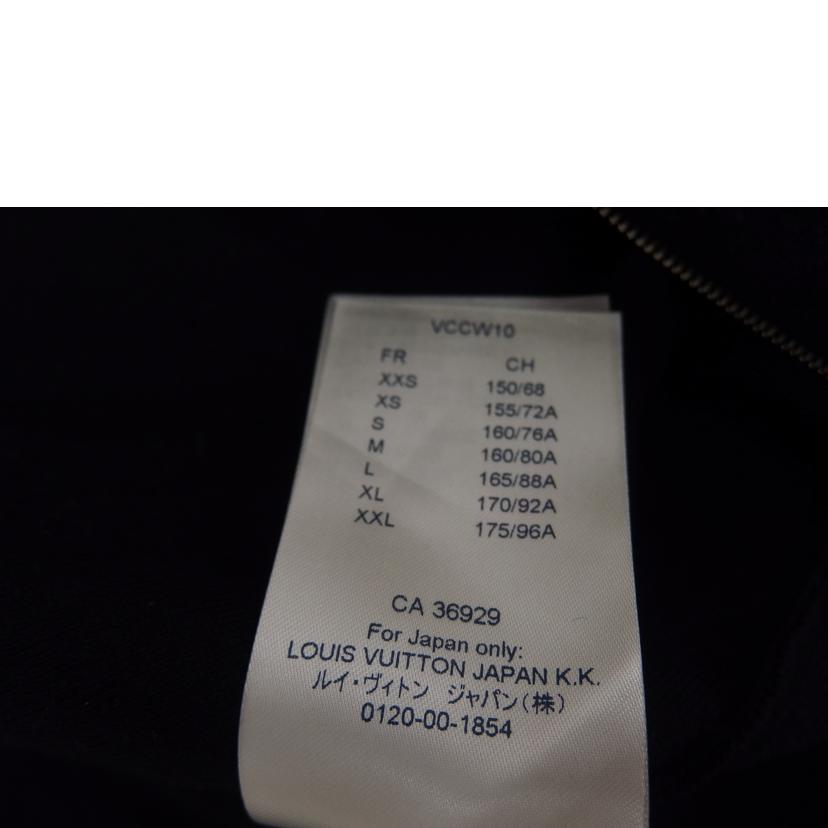 VCCW10
FR CH
XXS 150/68
XS 155/72A
S 160/76A
M 160/80A
L 165/88A
XL 170/92A
XXL 175/96A
CA 36929
For Japan only:
LOUIS VUITTON JAPAN K.K.
ルイ・ヴィトン ジャパン(株)
0120-00-1854